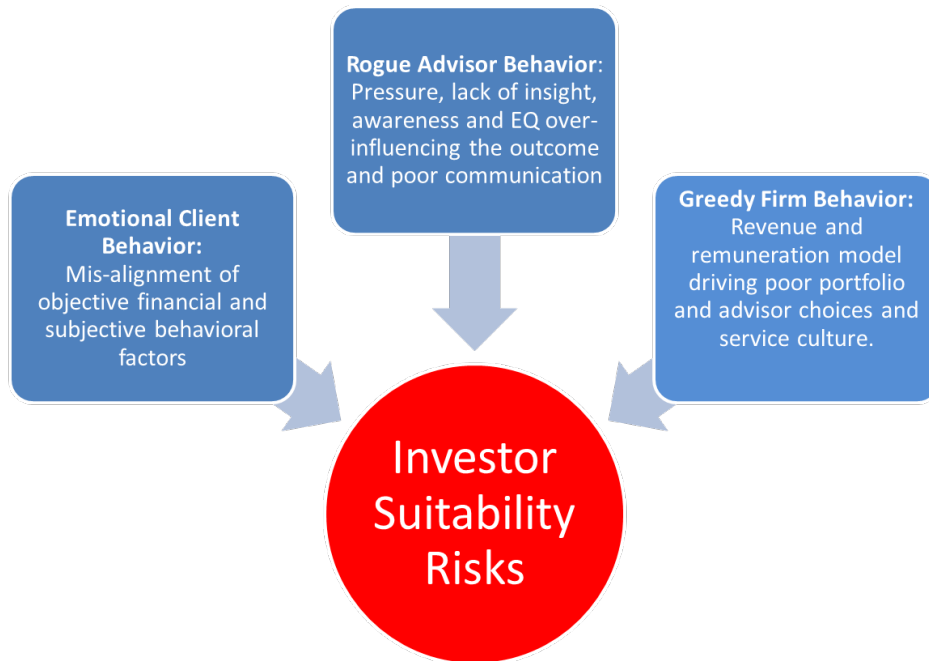 Rogue Advisor Behavior:
Pressure, lack of insight,
awareness and EQ over-
influencing the outcome
and poor communication
Emotional Client
Behavior:
Mis-alignment of
objective financial and
subjective behavioral
factors
Greedy Firm Behavior:
Revenue and
remuneration model
driving poor portfolio
and advisor choices and
service culture.
Investor
Suitability
Risks